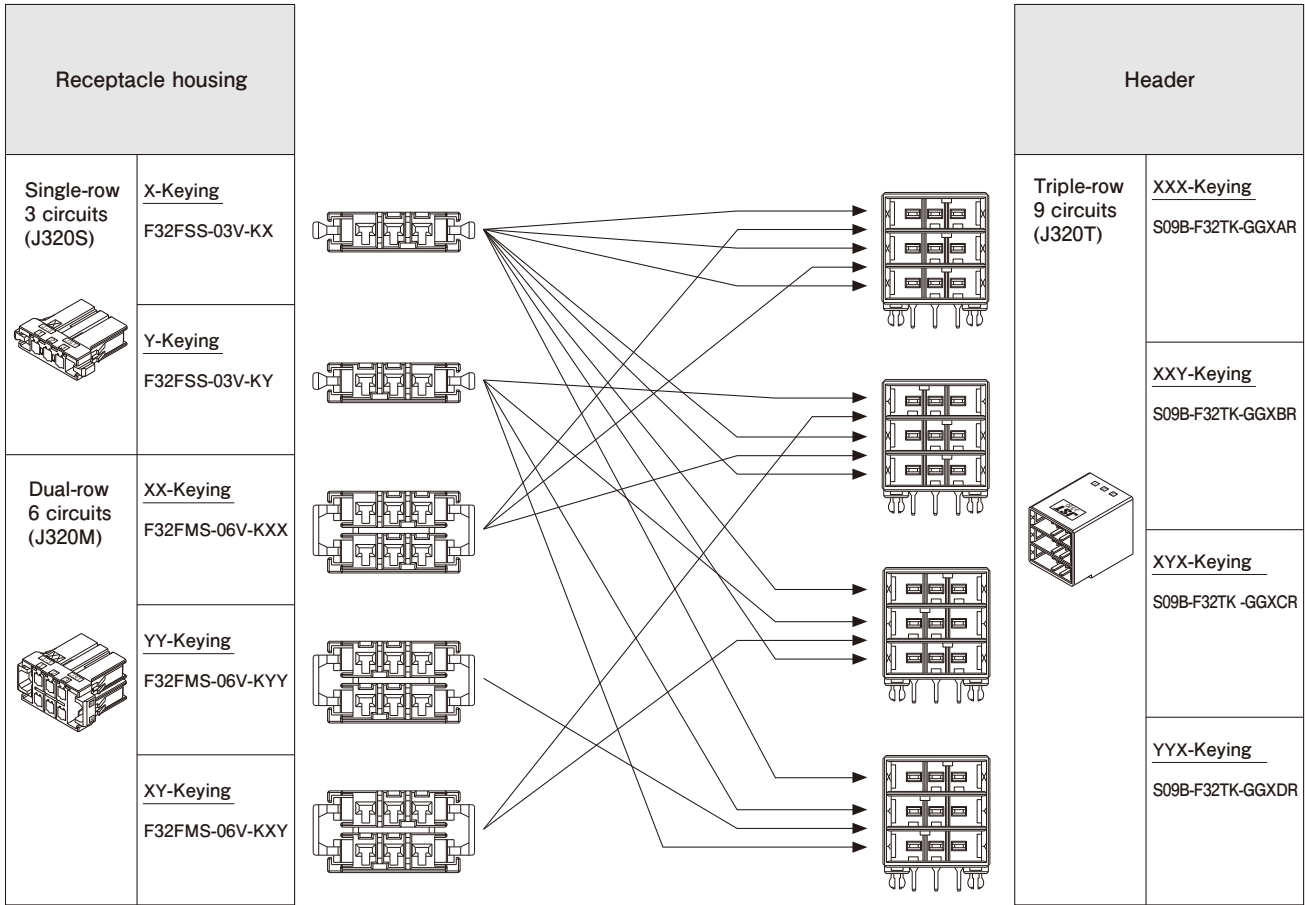 Receptacle housing
Header
Single-row
3 circuits
(J320S)
X-Keying
F32FSS-03V-KX
Y-Keying
F32FSS-03V-KY
Dual-row
6 circuits
(J320M)
XX-Keying
F32FMS-06V-KXX
YY-Keying
F32FMS-06V-KYY
XY-Keying
F32FMS-06V-KXY
Triple-row
9 circuits
(J320T)
XXX-Keying
S09B-F32TK-GGXAR
XXY-Keying
S09B-F32TK-GGXBR
JST
XYX-Keying
S09B-F32TK -GGXCR
YYX-Keying
S09B-F32TK-GGXDR